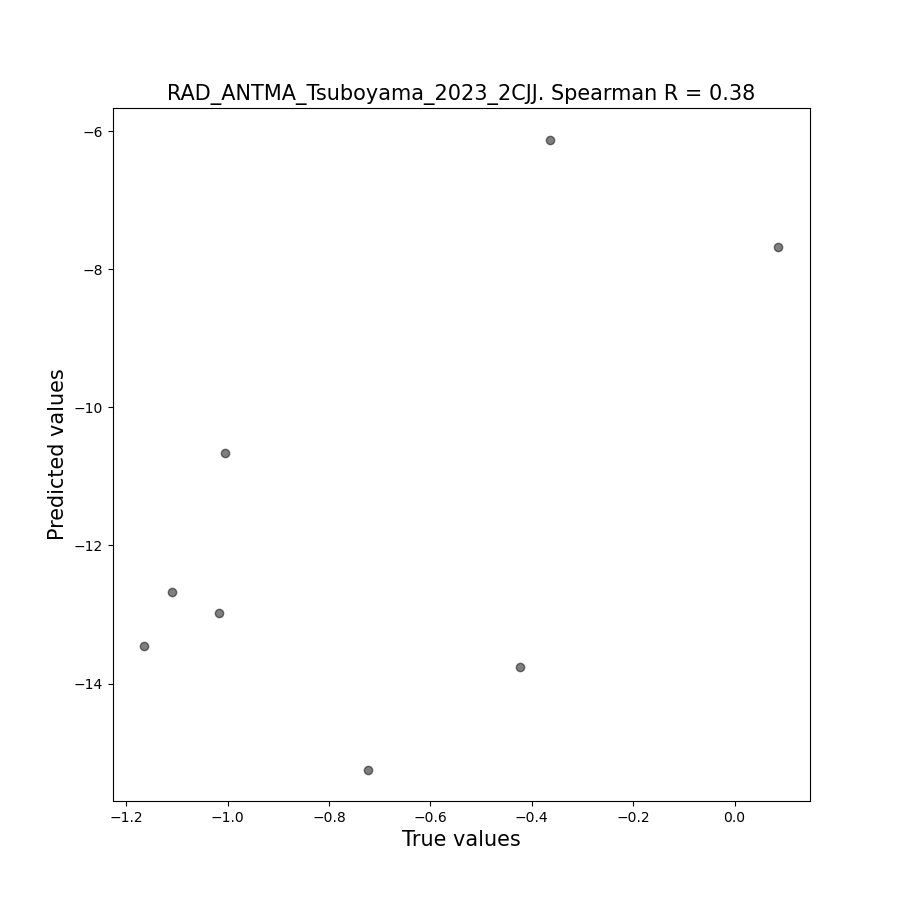 RAD_ANTMA_Tsuboyama_2023_2CJJ. Spearman R = 0.38
−6
−8
−10
−12
−14
Predicted values
−1.2 −1.0 −0.8 −0.6 −0.4 −0.2 0.0
True values